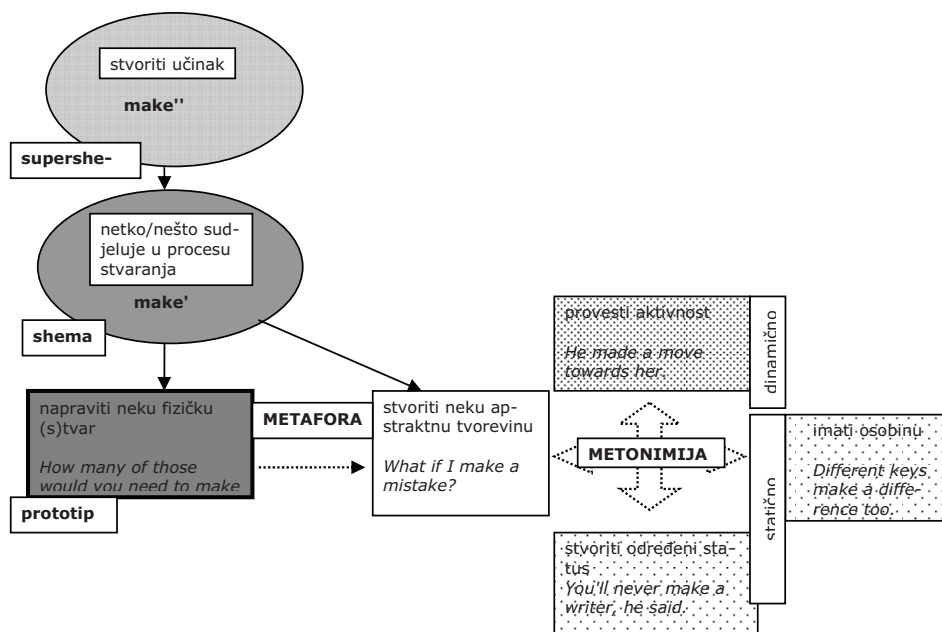 stvoriti učinak
make''
supershe-
netko/nešto sud-
jeluje u procesu
stvaranja
make'
shema
napraviti neku fizičku
(s)tvar
How many of those
would you need to make
prototip
METAFORA
stvoriti neku ap-
straktnu tvorevinu
What if I make a
mistake?
provesti aktivnost
He made a move
towards her.
dinamično
METONIMIJA
imati osobinu
Different keys
make a diffe-
rence too.
statično
stvoriti određeni sta-
tus
You'll never make a
writer, he said.